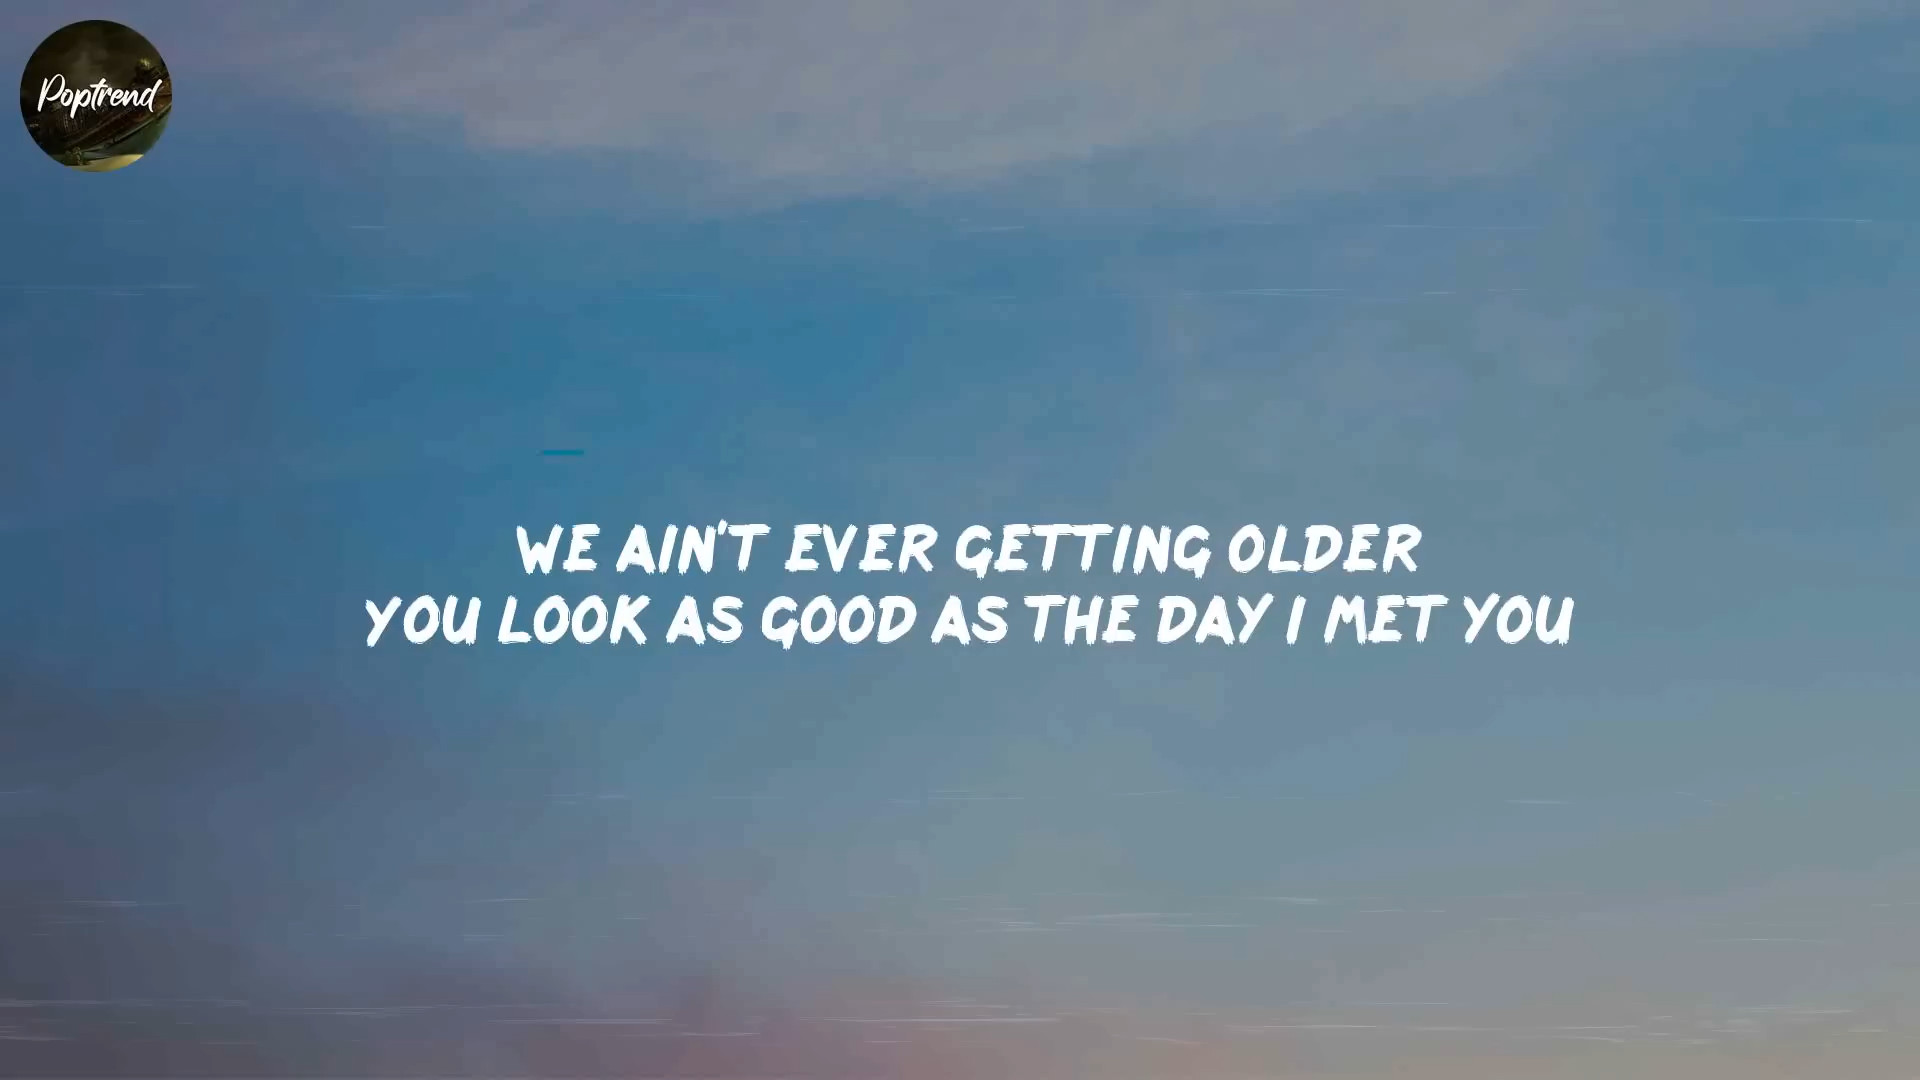 Poptrend
WE AIN'T EVER GETTING OLDER
YOU LOOK AS GOOD AS THE DAY I MET YOU